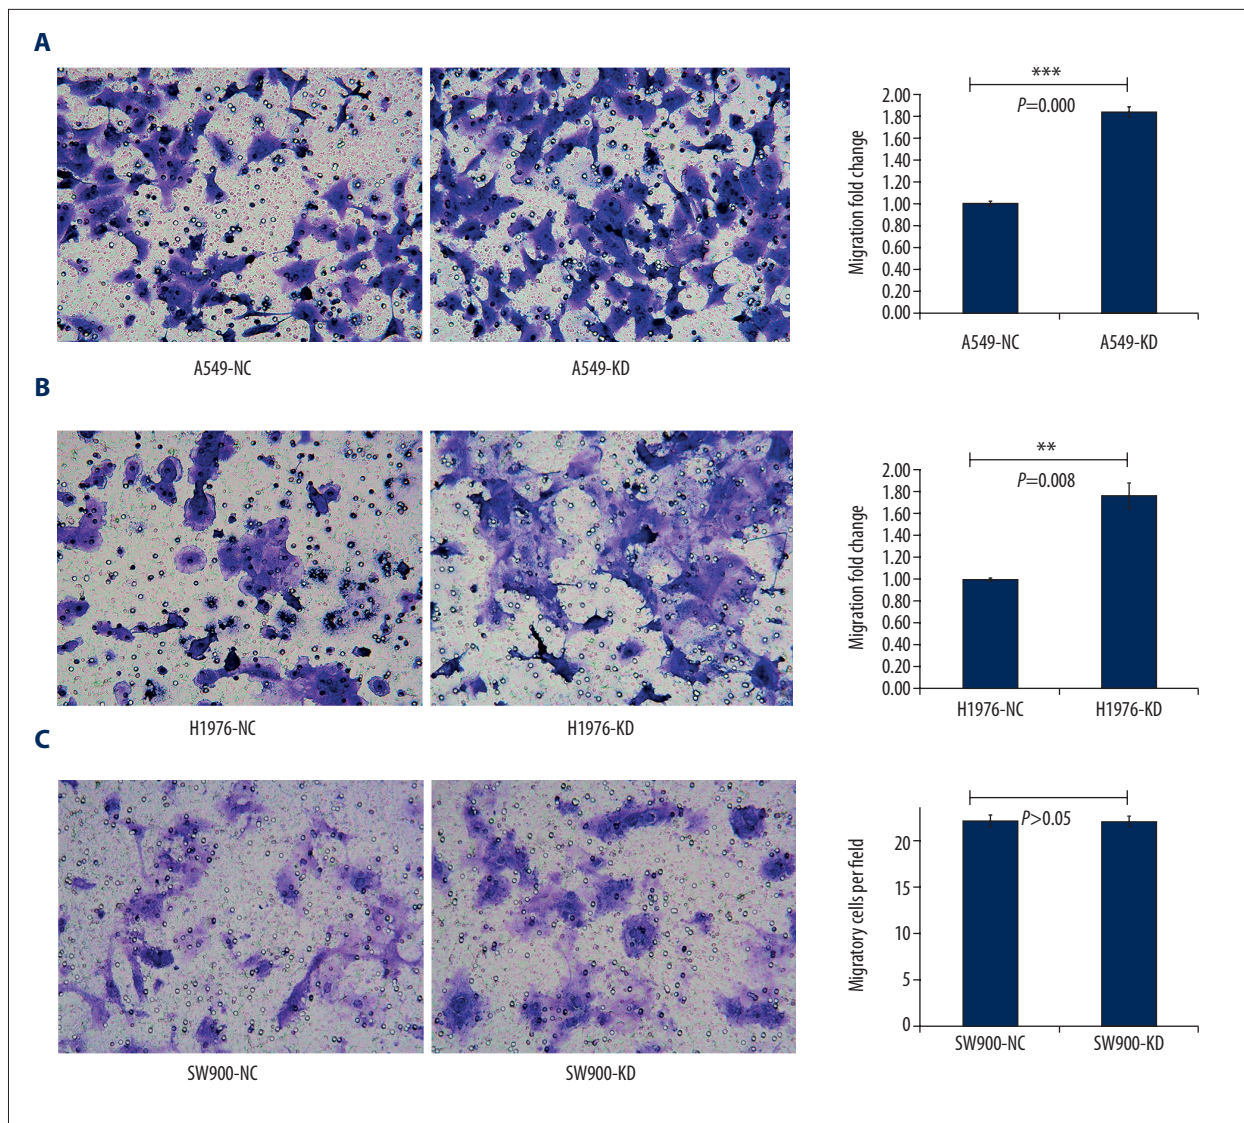 A
***
P=0.000
Migration fold change
2.00
1.80
1.60
1.40
1.20
1.00
0.80
0.60
0.40
0.20
0.00
A549-NC
A549-KD
A549-NC
A549-KD
B
**
P=0.008
Migration fold change
2.00
1.80
1.60
1.40
1.20
1.00
0.80
0.60
0.40
0.20
0.00
H1976-NC
H1976-KD
H1976-NC
H1976-KD
C
P>0.05
Migratory cells per field
20
15
10
5
0
SW900-NC
SW900-KD
SW900-NC
SW900-KD